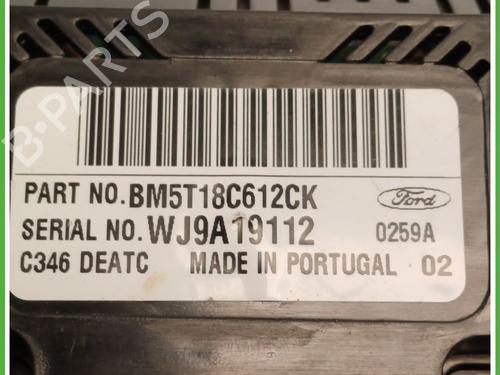 B-PARTS
PART NO. BM5T18C612CK
Ford
SERIAL NO. WJ9A19112 0259A
C346 DEATC MADE IN PORTUGAL 02